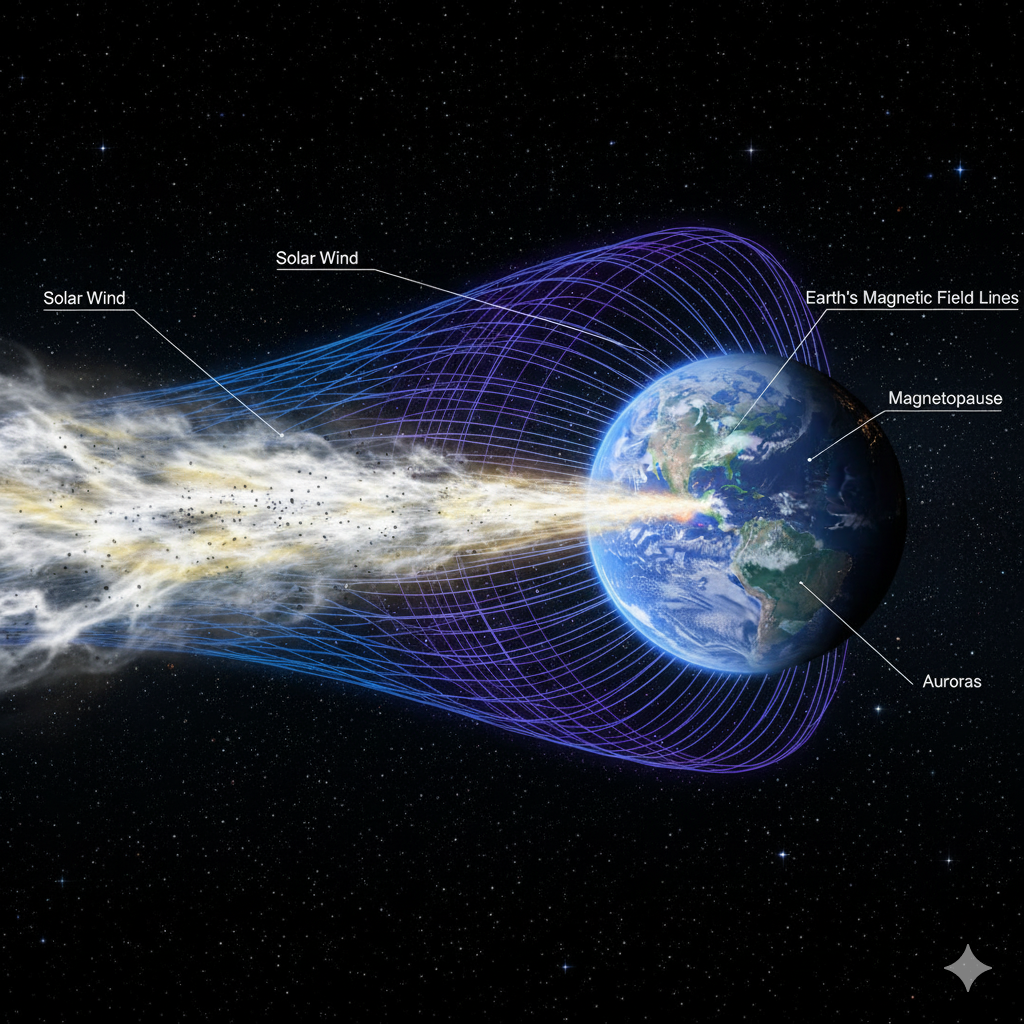 Solar Wind
Solar Wind
Earth's Magnetic Field Lines
Magnetopause
Auroras